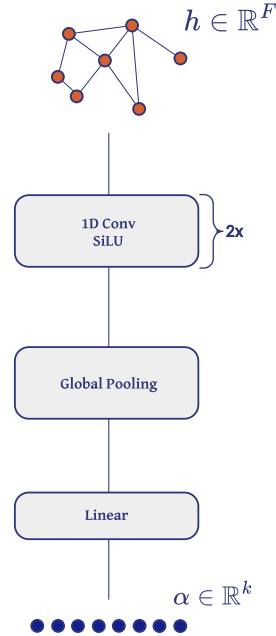 h ∈ ℝ^F
1D Conv
SiLU
2x
Global Pooling
Linear
α ∈ ℝ^k